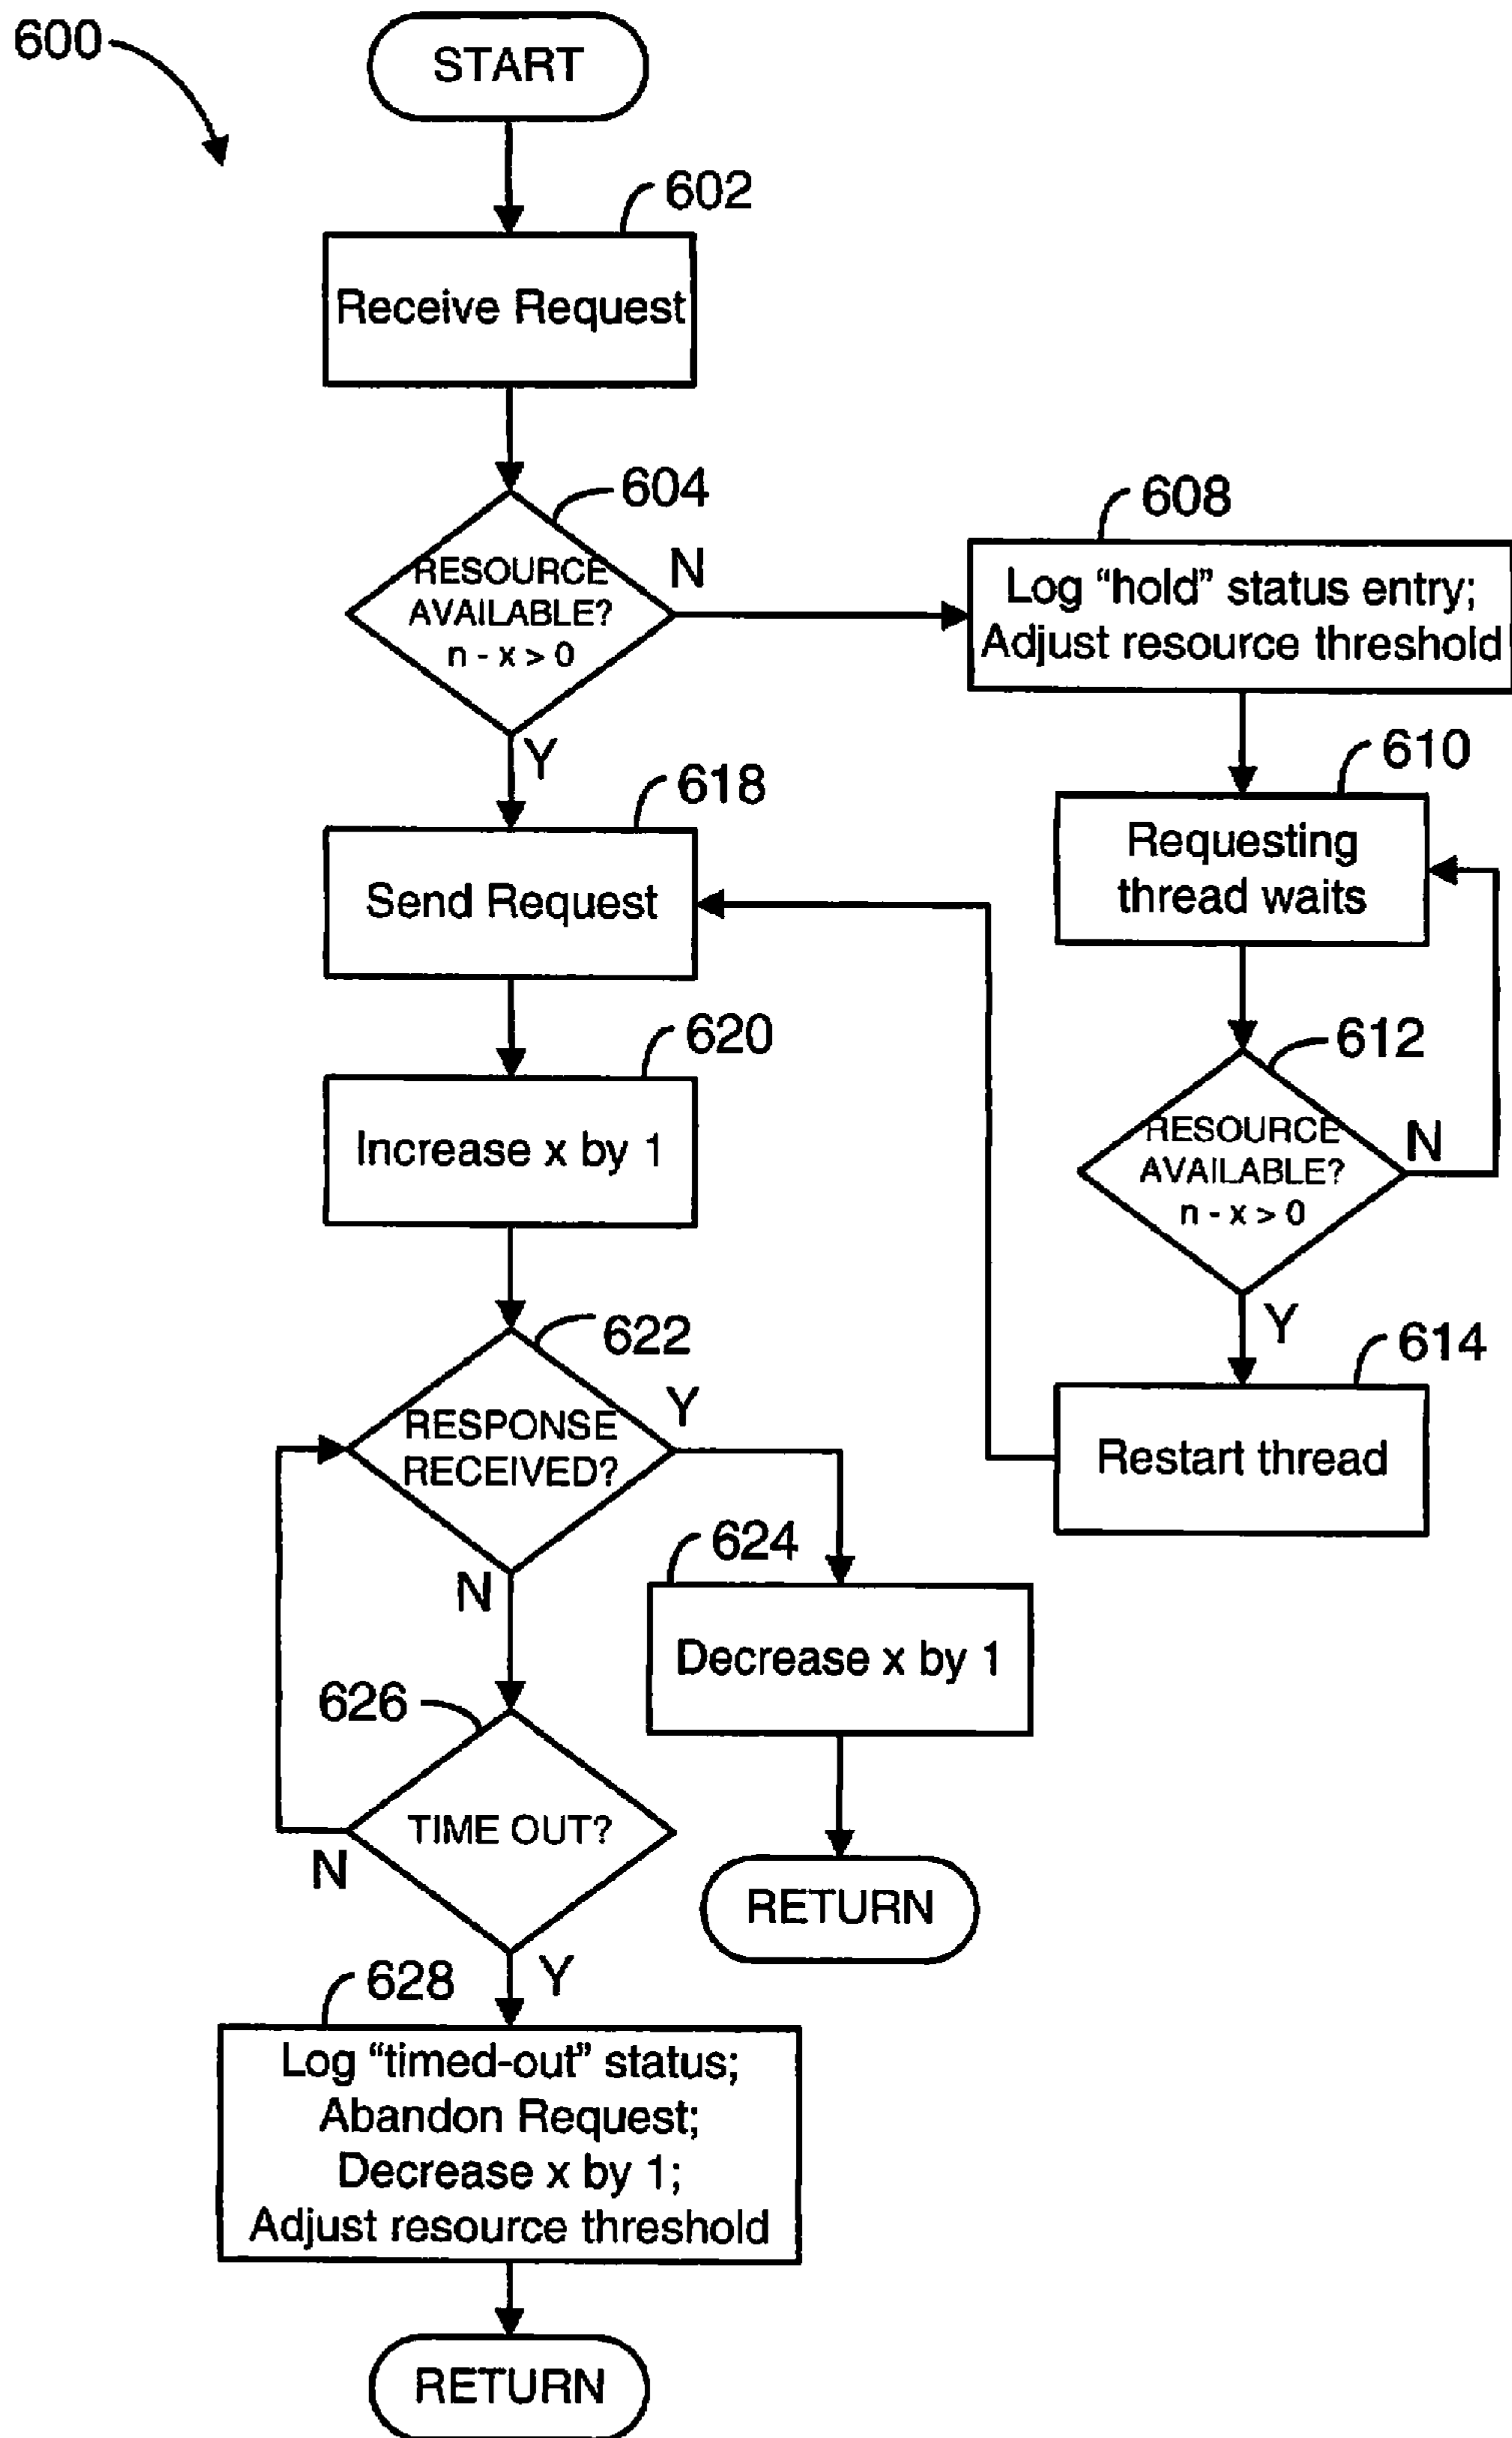 600
START
602
Receive Request
604
RESOURCE
AVAILABLE?
n - x > 0
N
Y
608
Log “hold” status entry;
Adjust resource threshold
610
Requesting
thread waits
612
RESOURCE
AVAILABLE?
n - x > 0
N
Y
614
Restart thread
618
Send Request
620
Increase x by 1
622
RESPONSE
RECEIVED?
Y
N
624
Decrease x by 1
RETURN
626
TIME OUT?
N
Y
628
Log “timed-out” status;
Abandon Request;
Decrease x by 1;
Adjust resource threshold
RETURN